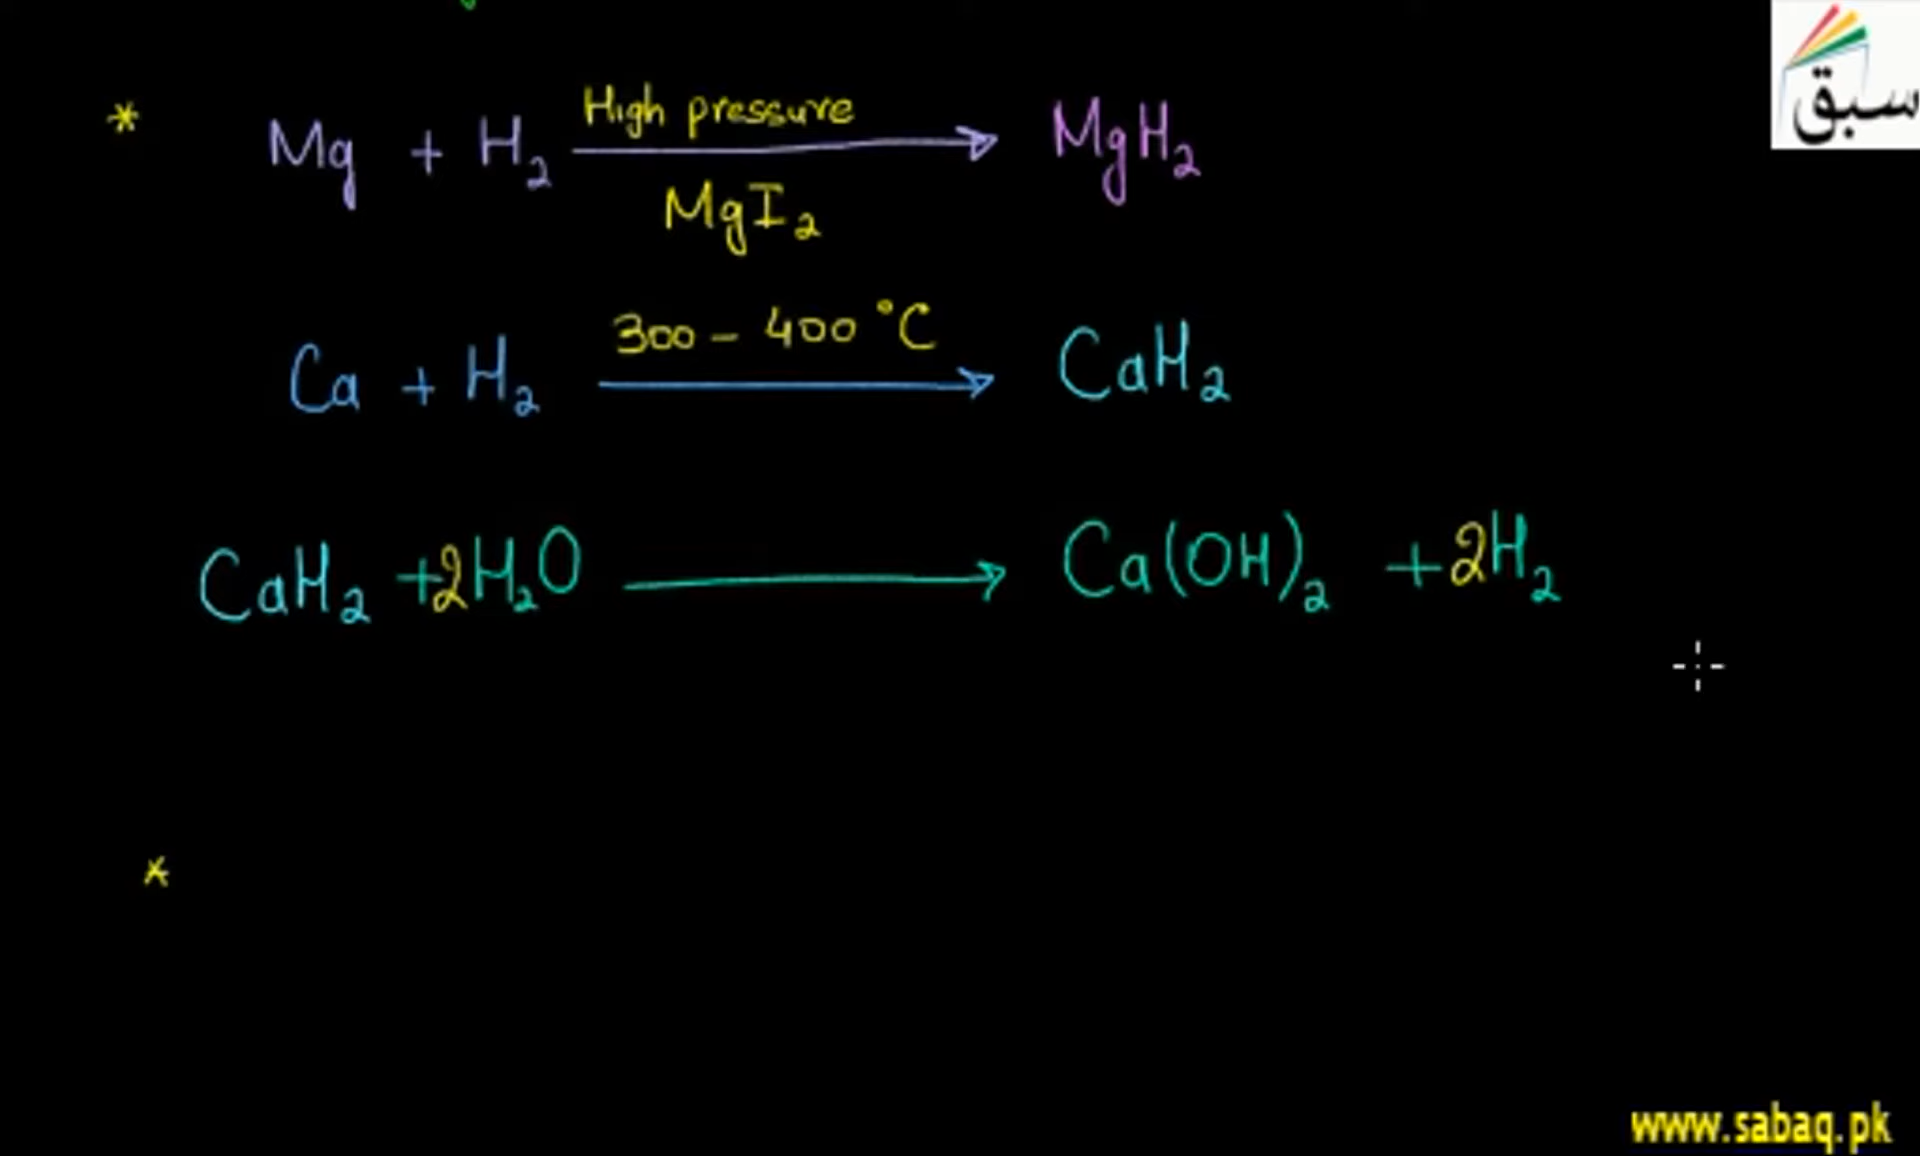 سبق
* Mg + H₂ High pressure → MgH₂
MgI₂
Ca + H₂ 300 – 400 °C → CaH₂
CaH₂ + 2H₂O → Ca(OH)₂ + 2H₂
*
www.sabaq.pk